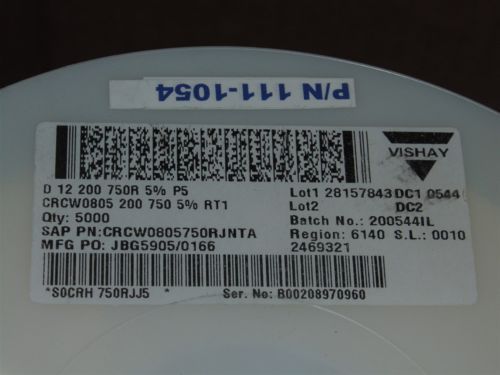 P/N 111-1054
VISHAY
D 12 200 750R 5% P5
CRCW0805 200 750 5% RT1
Qty: 5000
SAP PN:CRCW0805750RJNTA
MFG PO: JBG5905/0166
Lot1 28157843 DC1 0544
Lot2 DC2
Batch No.: 200544IL
Region: 6140 S.L.: 0010
2469321
*S0CRH 750RJJ5 *
Ser. No: B00208970960